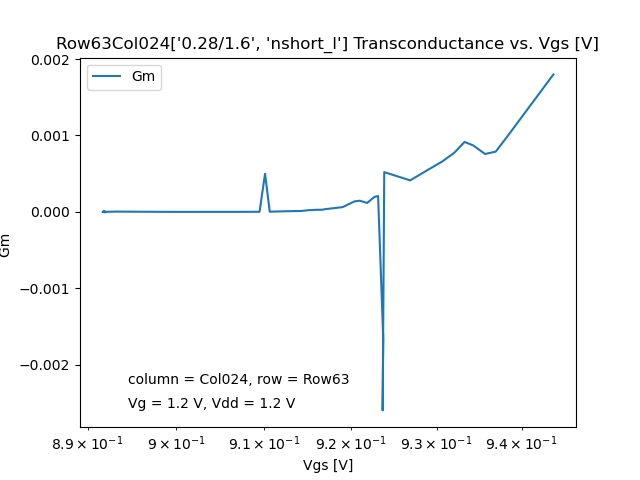 Row63Col024['0.28/1.6', 'nshort_l'] Transconductance vs. Vgs [V]
Gm
0.002
0.001
0.000
−0.001
−0.002
Gm
column = Col024, row = Row63
Vg = 1.2 V, Vdd = 1.2 V
8.9 × 10⁻¹ 9 × 10⁻¹ 9.1 × 10⁻¹ 9.2 × 10⁻¹ 9.3 × 10⁻¹ 9.4 × 10⁻¹
Vgs [V]